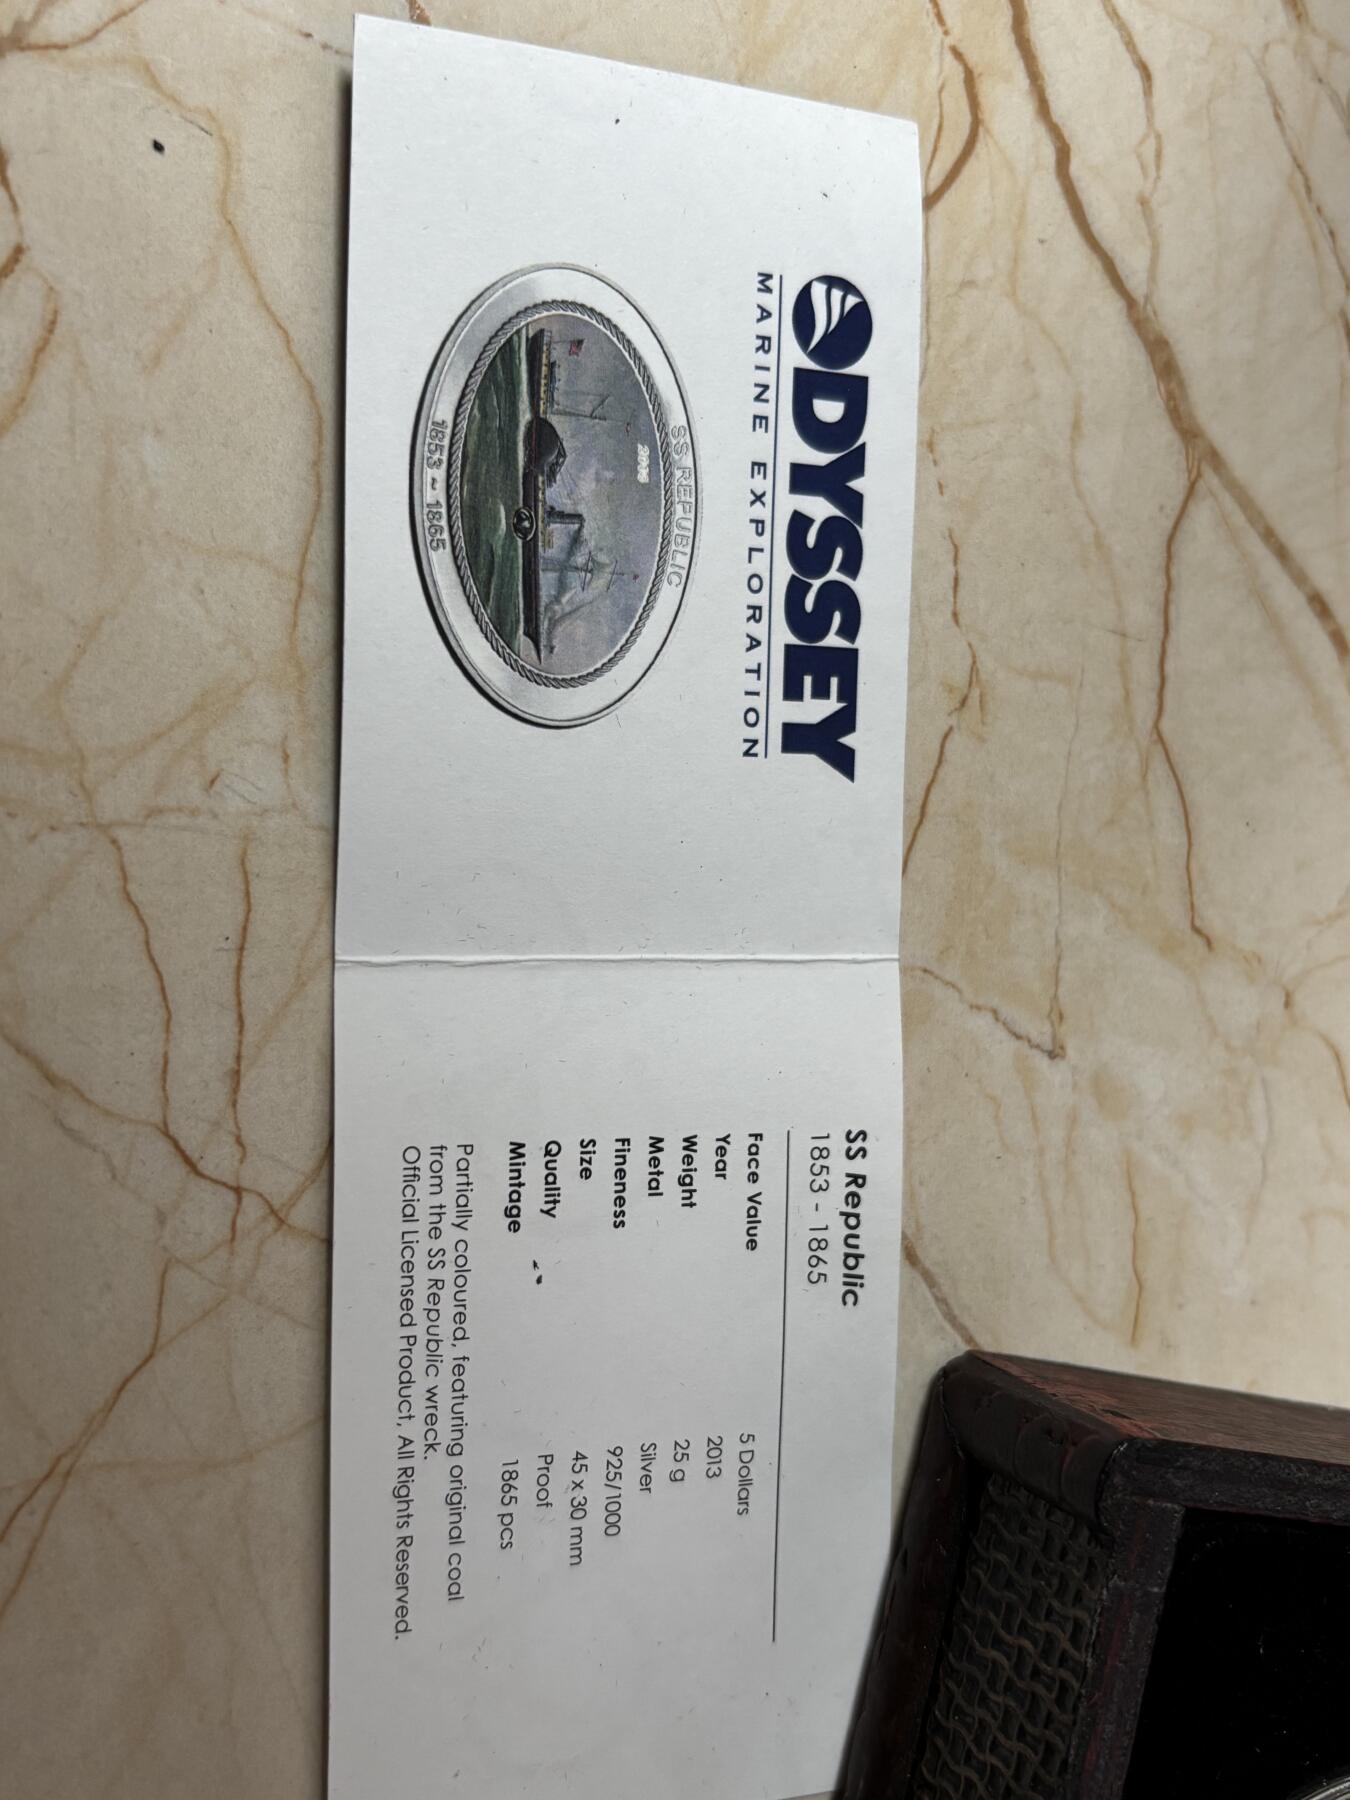 ODYSSEY
MARINE EXPLORATION
SS REPUBLIC
2013
1853 ~ 1865
SS Republic
1853 - 1865
Face Value 5 Dollars
Year 2013
Weight 25 g
Metal Silver
Fineness 925/1000
Size 45 x 30 mm
Quality Proof
Mintage 1865 pcs
Partially coloured, featuring original coal
from the SS Republic wreck.
Official Licensed Product, All Rights Reserved.